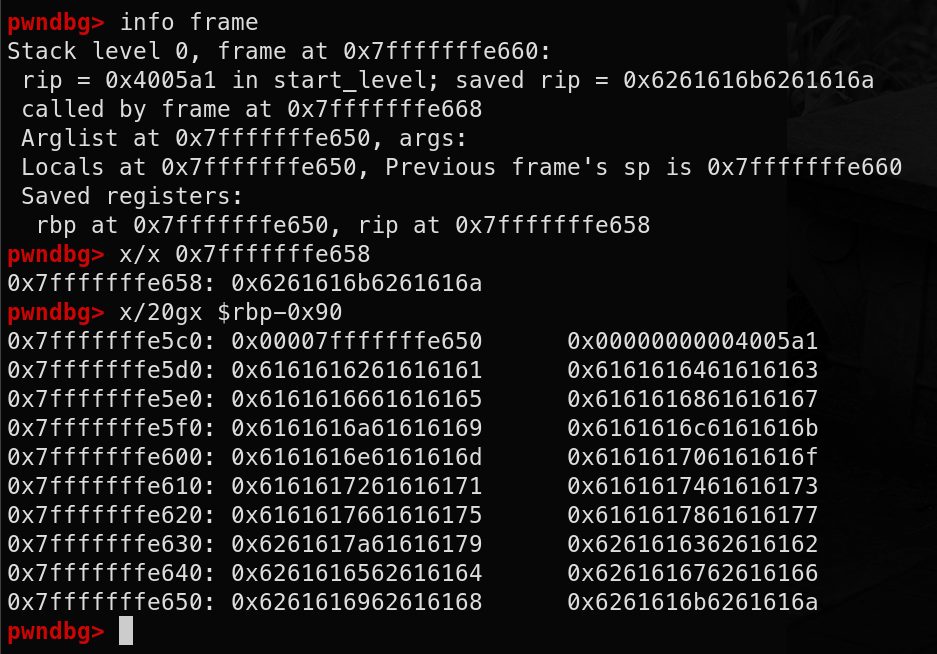 pwndbg> info frame
Stack level 0, frame at 0x7fffffffe660:
 rip = 0x4005a1 in start_level; saved rip = 0x6261616b6261616a
 called by frame at 0x7fffffffe668
 Arglist at 0x7fffffffe650, args:
 Locals at 0x7fffffffe650, Previous frame's sp is 0x7fffffffe660
 Saved registers:
  rbp at 0x7fffffffe650, rip at 0x7fffffffe658
pwndbg> x/x 0x7fffffffe658
0x7fffffffe658: 0x6261616b6261616a
pwndbg> x/20gx $rbp-0x90
0x7fffffffe5c0: 0x00007fffffffe650 0x00000000004005a1
0x7fffffffe5d0: 0x6161616261616161 0x6161616461616163
0x7fffffffe5e0: 0x6161616661616165 0x6161616861616167
0x7fffffffe5f0: 0x6161616a61616169 0x6161616c6161616b
0x7fffffffe600: 0x6161616e6161616d 0x616161706161616f
0x7fffffffe610: 0x6161617261616171 0x6161617461616173
0x7fffffffe620: 0x6161617661616175 0x6161617861616177
0x7fffffffe630: 0x6261617a61616179 0x6261616362616162
0x7fffffffe640: 0x6261616562616164 0x6261616762616166
0x7fffffffe650: 0x6261616962616168 0x6261616b6261616a
pwndbg>